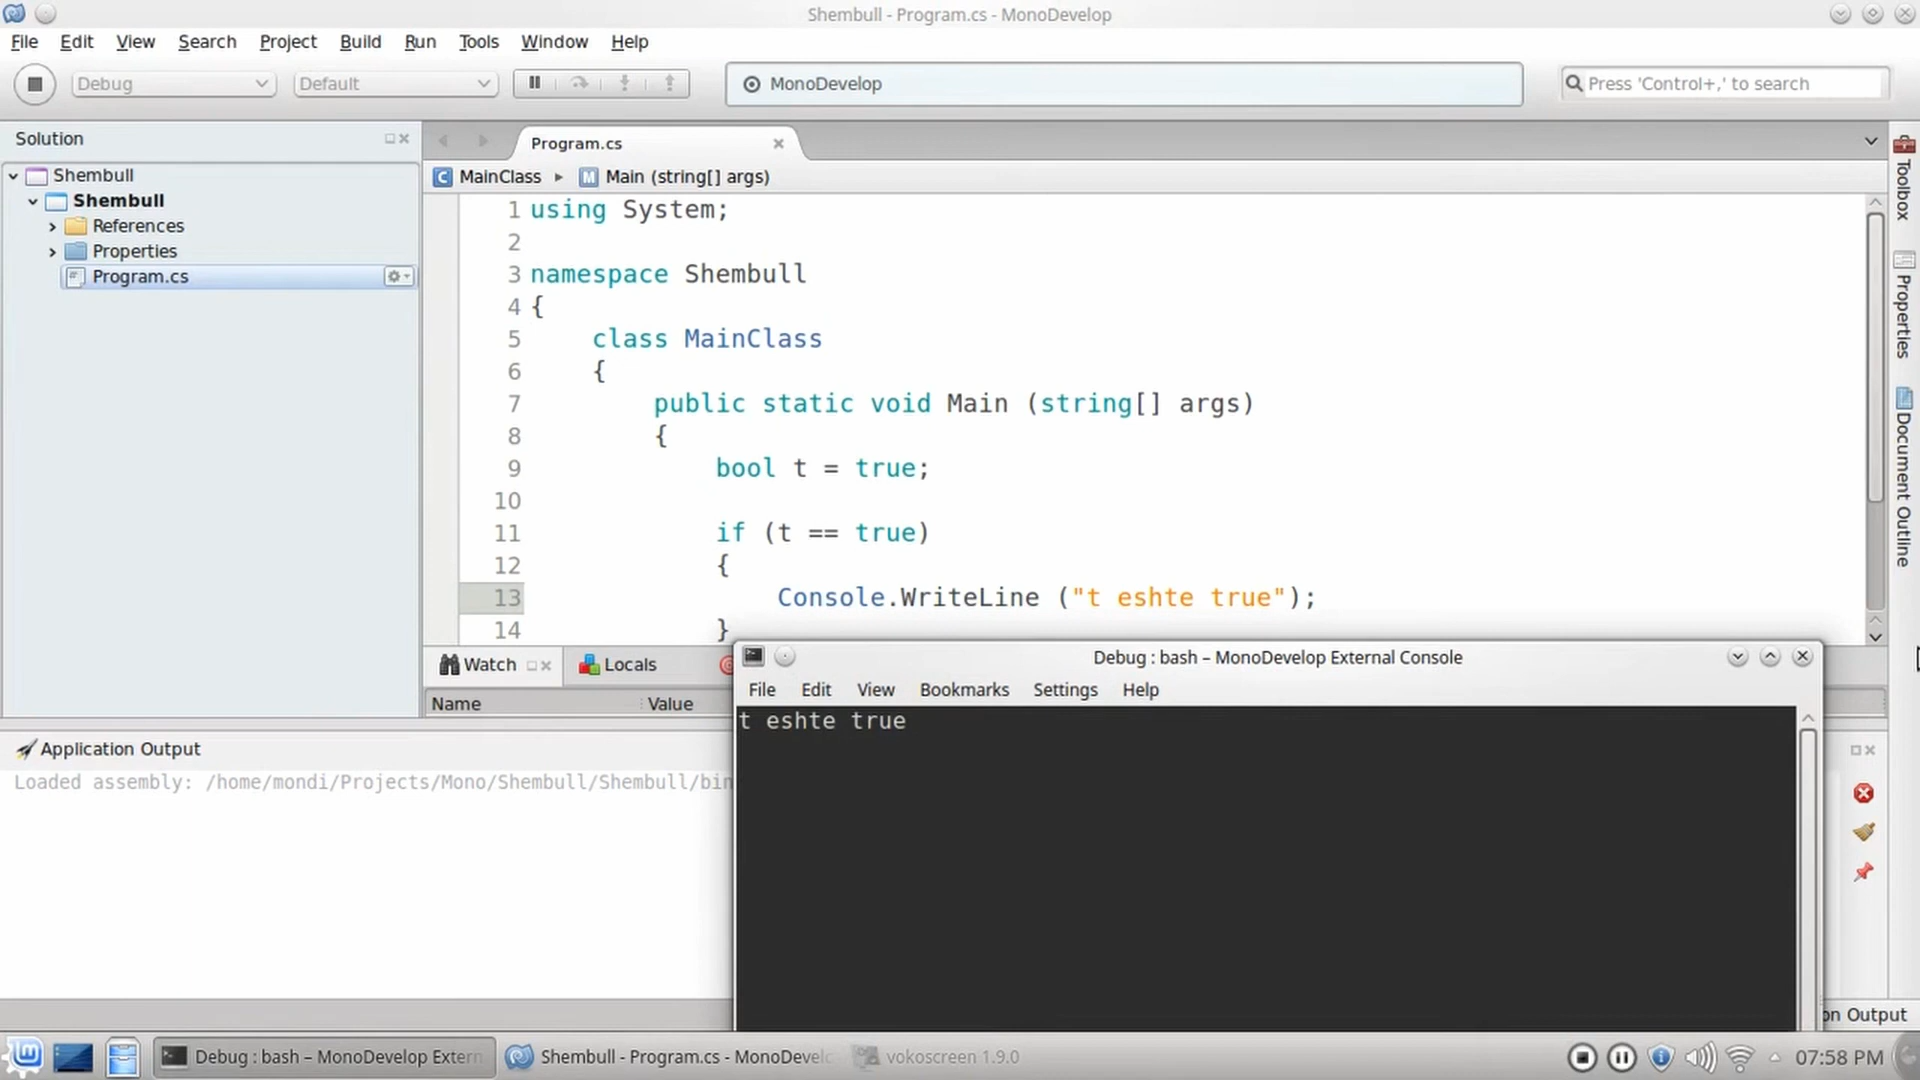 Shembull - Program.cs - MonoDevelop
File Edit View Search Project Build Run Tools Window Help
Debug Default MonoDevelop Press 'Control+,' to search
Solution
Shembull
Shembull
References
Properties
Program.cs
Program.cs
MainClass Main (string[] args)
1 using System;
2
3 namespace Shembull
4 {
5 class MainClass
6 {
7 public static void Main (string[] args)
8 {
9 bool t = true;
10
11 if (t == true)
12 {
13 Console.WriteLine ("t eshte true");
14 }
Toolbox
Properties
Document Outline
Watch Locals
Name Value
Application Output
Loaded assembly: /home/mondi/Projects/Mono/Shembull/Shembull/bin
Debug : bash – MonoDevelop External Console
File Edit View Bookmarks Settings Help
t eshte true
on Output
Debug : bash – MonoDevelop Extern Shembull - Program.cs - MonoDevelo vokoscreen 1.9.0 07:58 PM